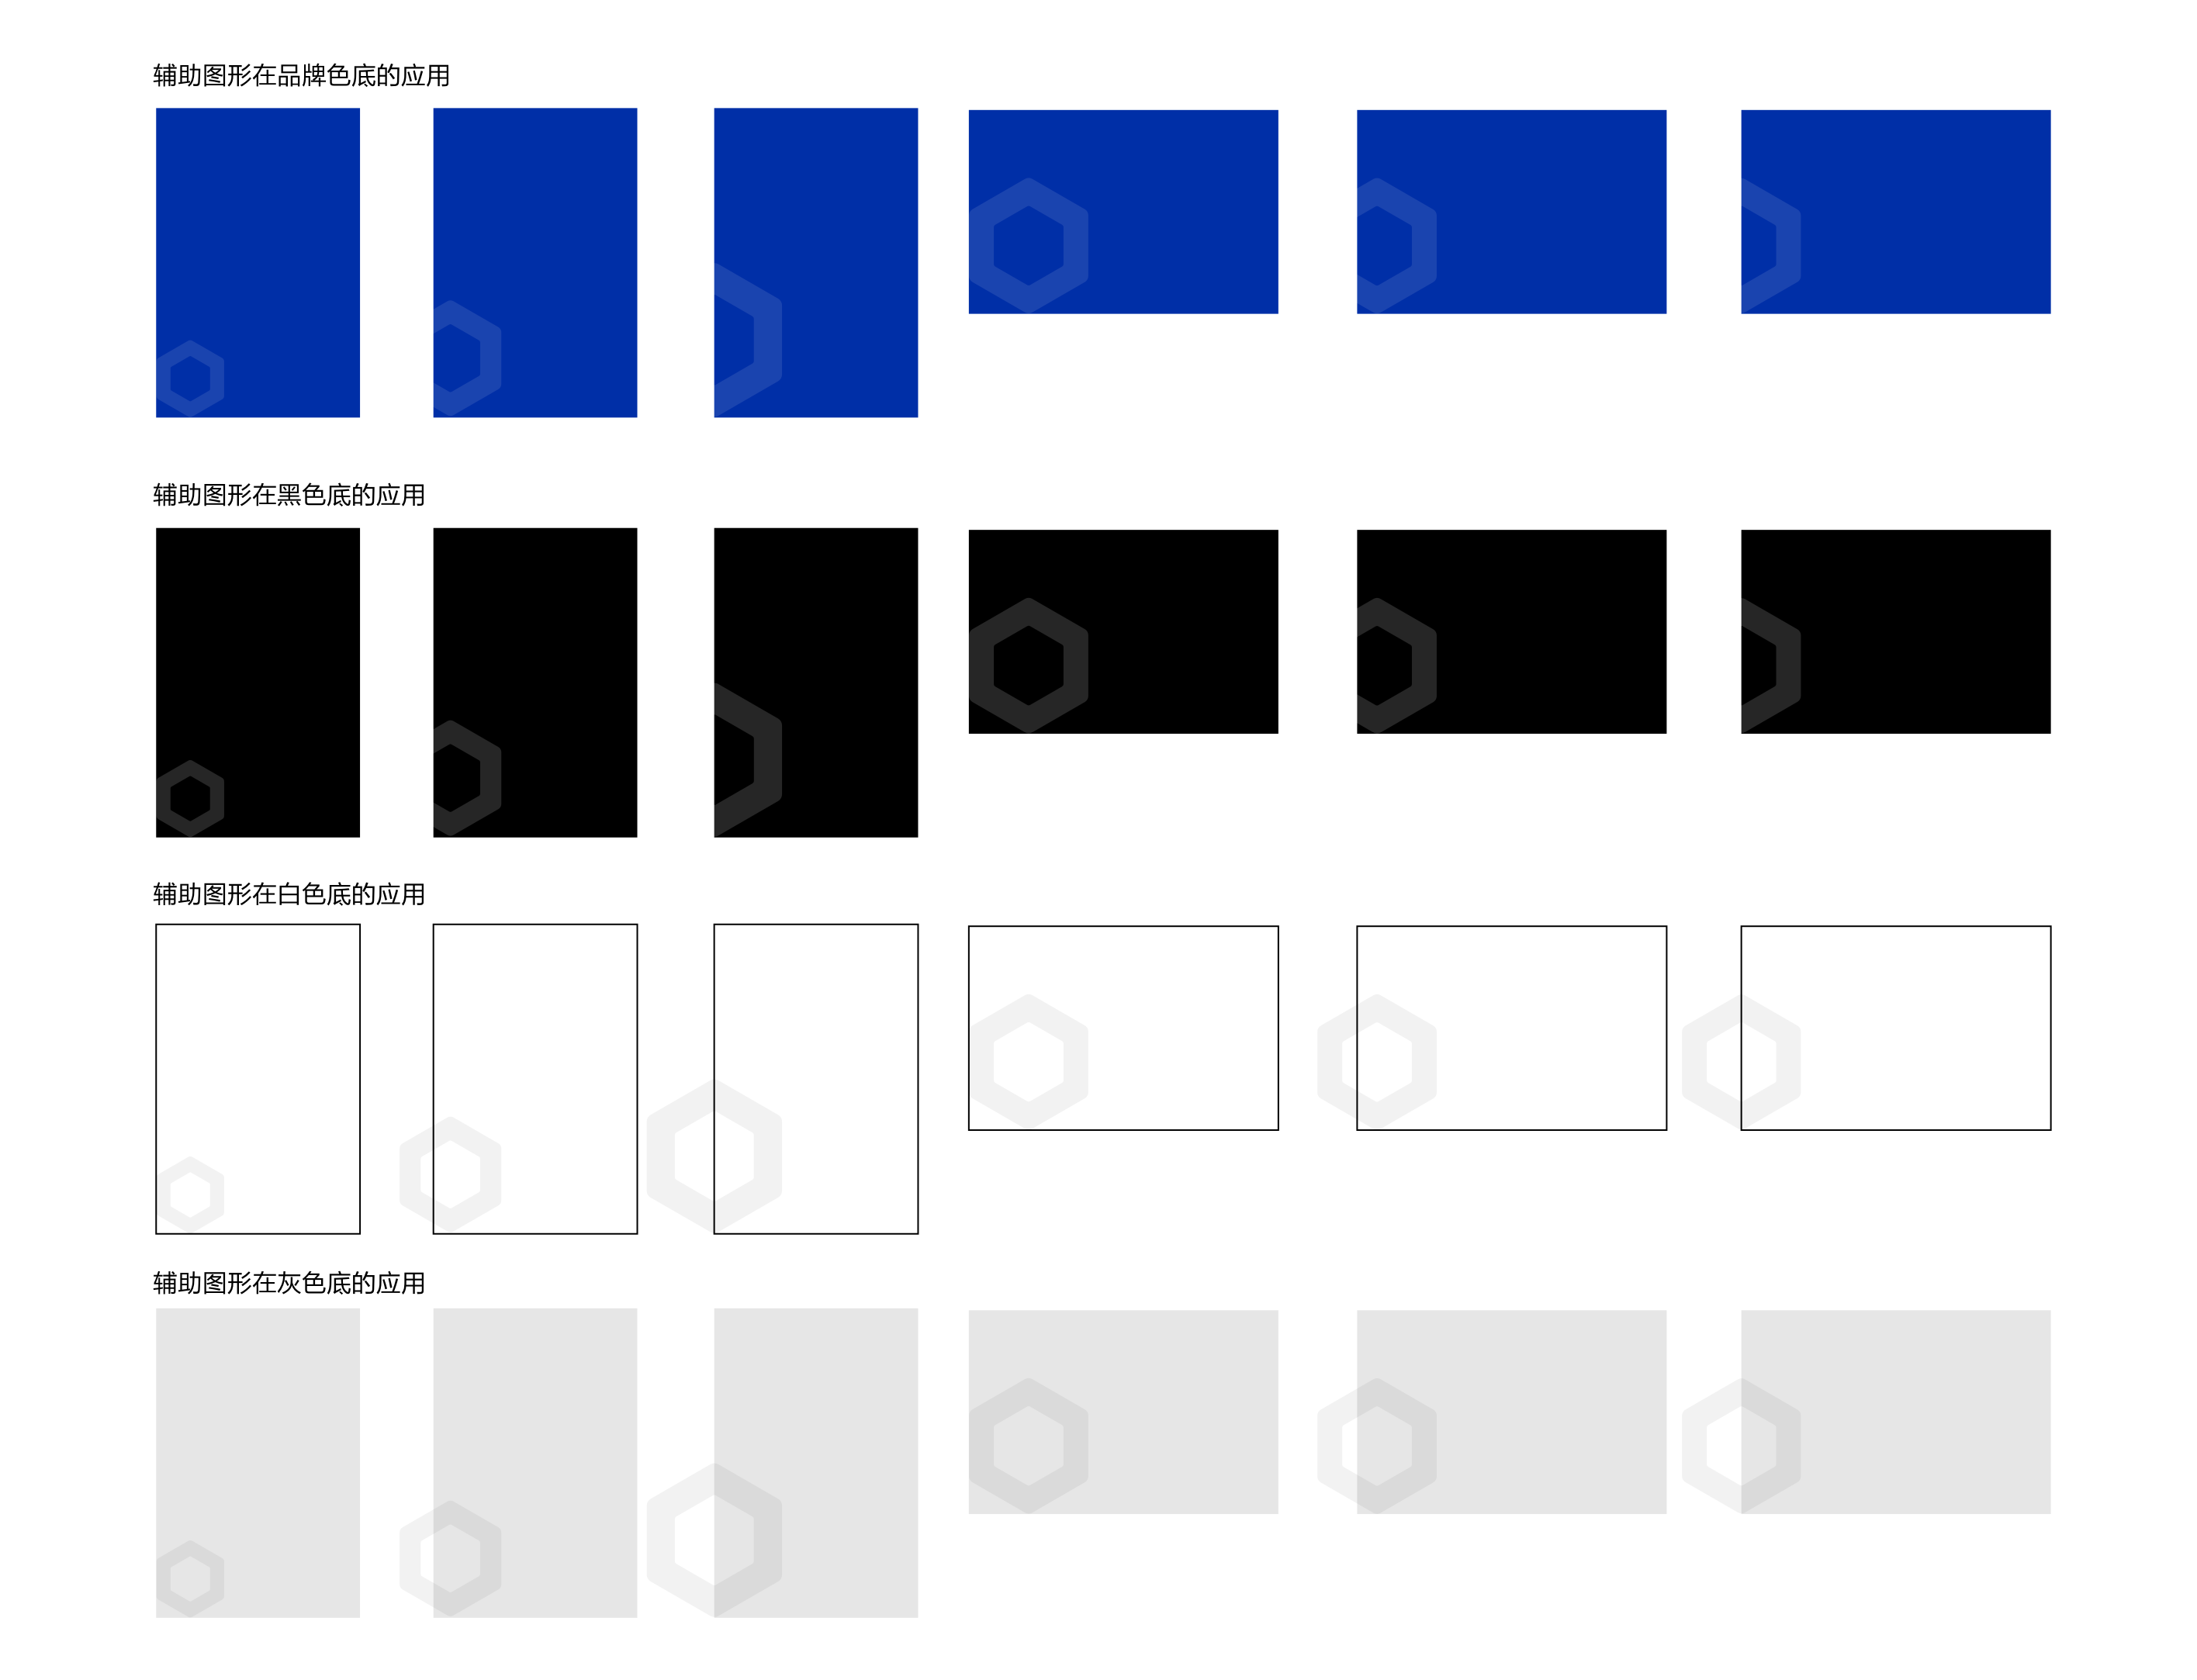 辅助图形在品牌色底的应用
辅助图形在黑色底的应用
辅助图形在白色底的应用
辅助图形在灰色底的应用